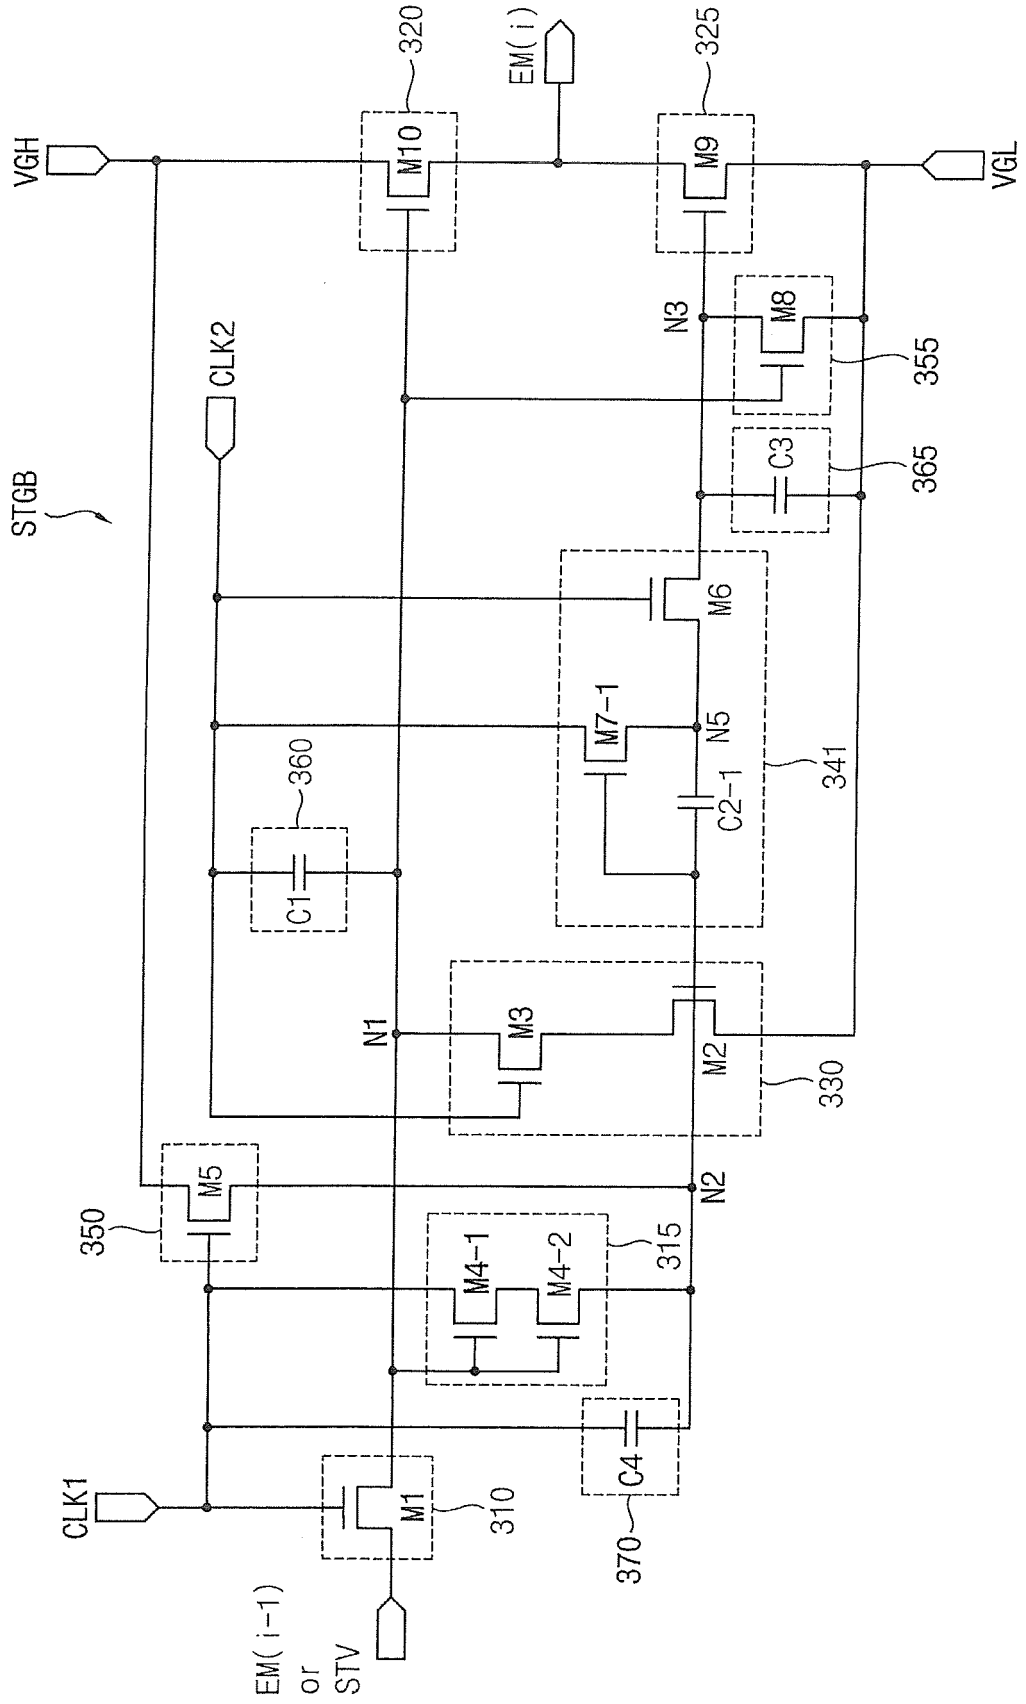 STGB
VGH
CLK2
CLK1
350
M5
360
C1
N1
M10
320
EM(i)
EM(i-1)
or
STV
M1
310
M4-1
M4-2
315
C4
370
M3
M2
330
N2
M7-1
M6
N5
C2-1
341
N3
M9
325
M8
355
C3
365
VGL